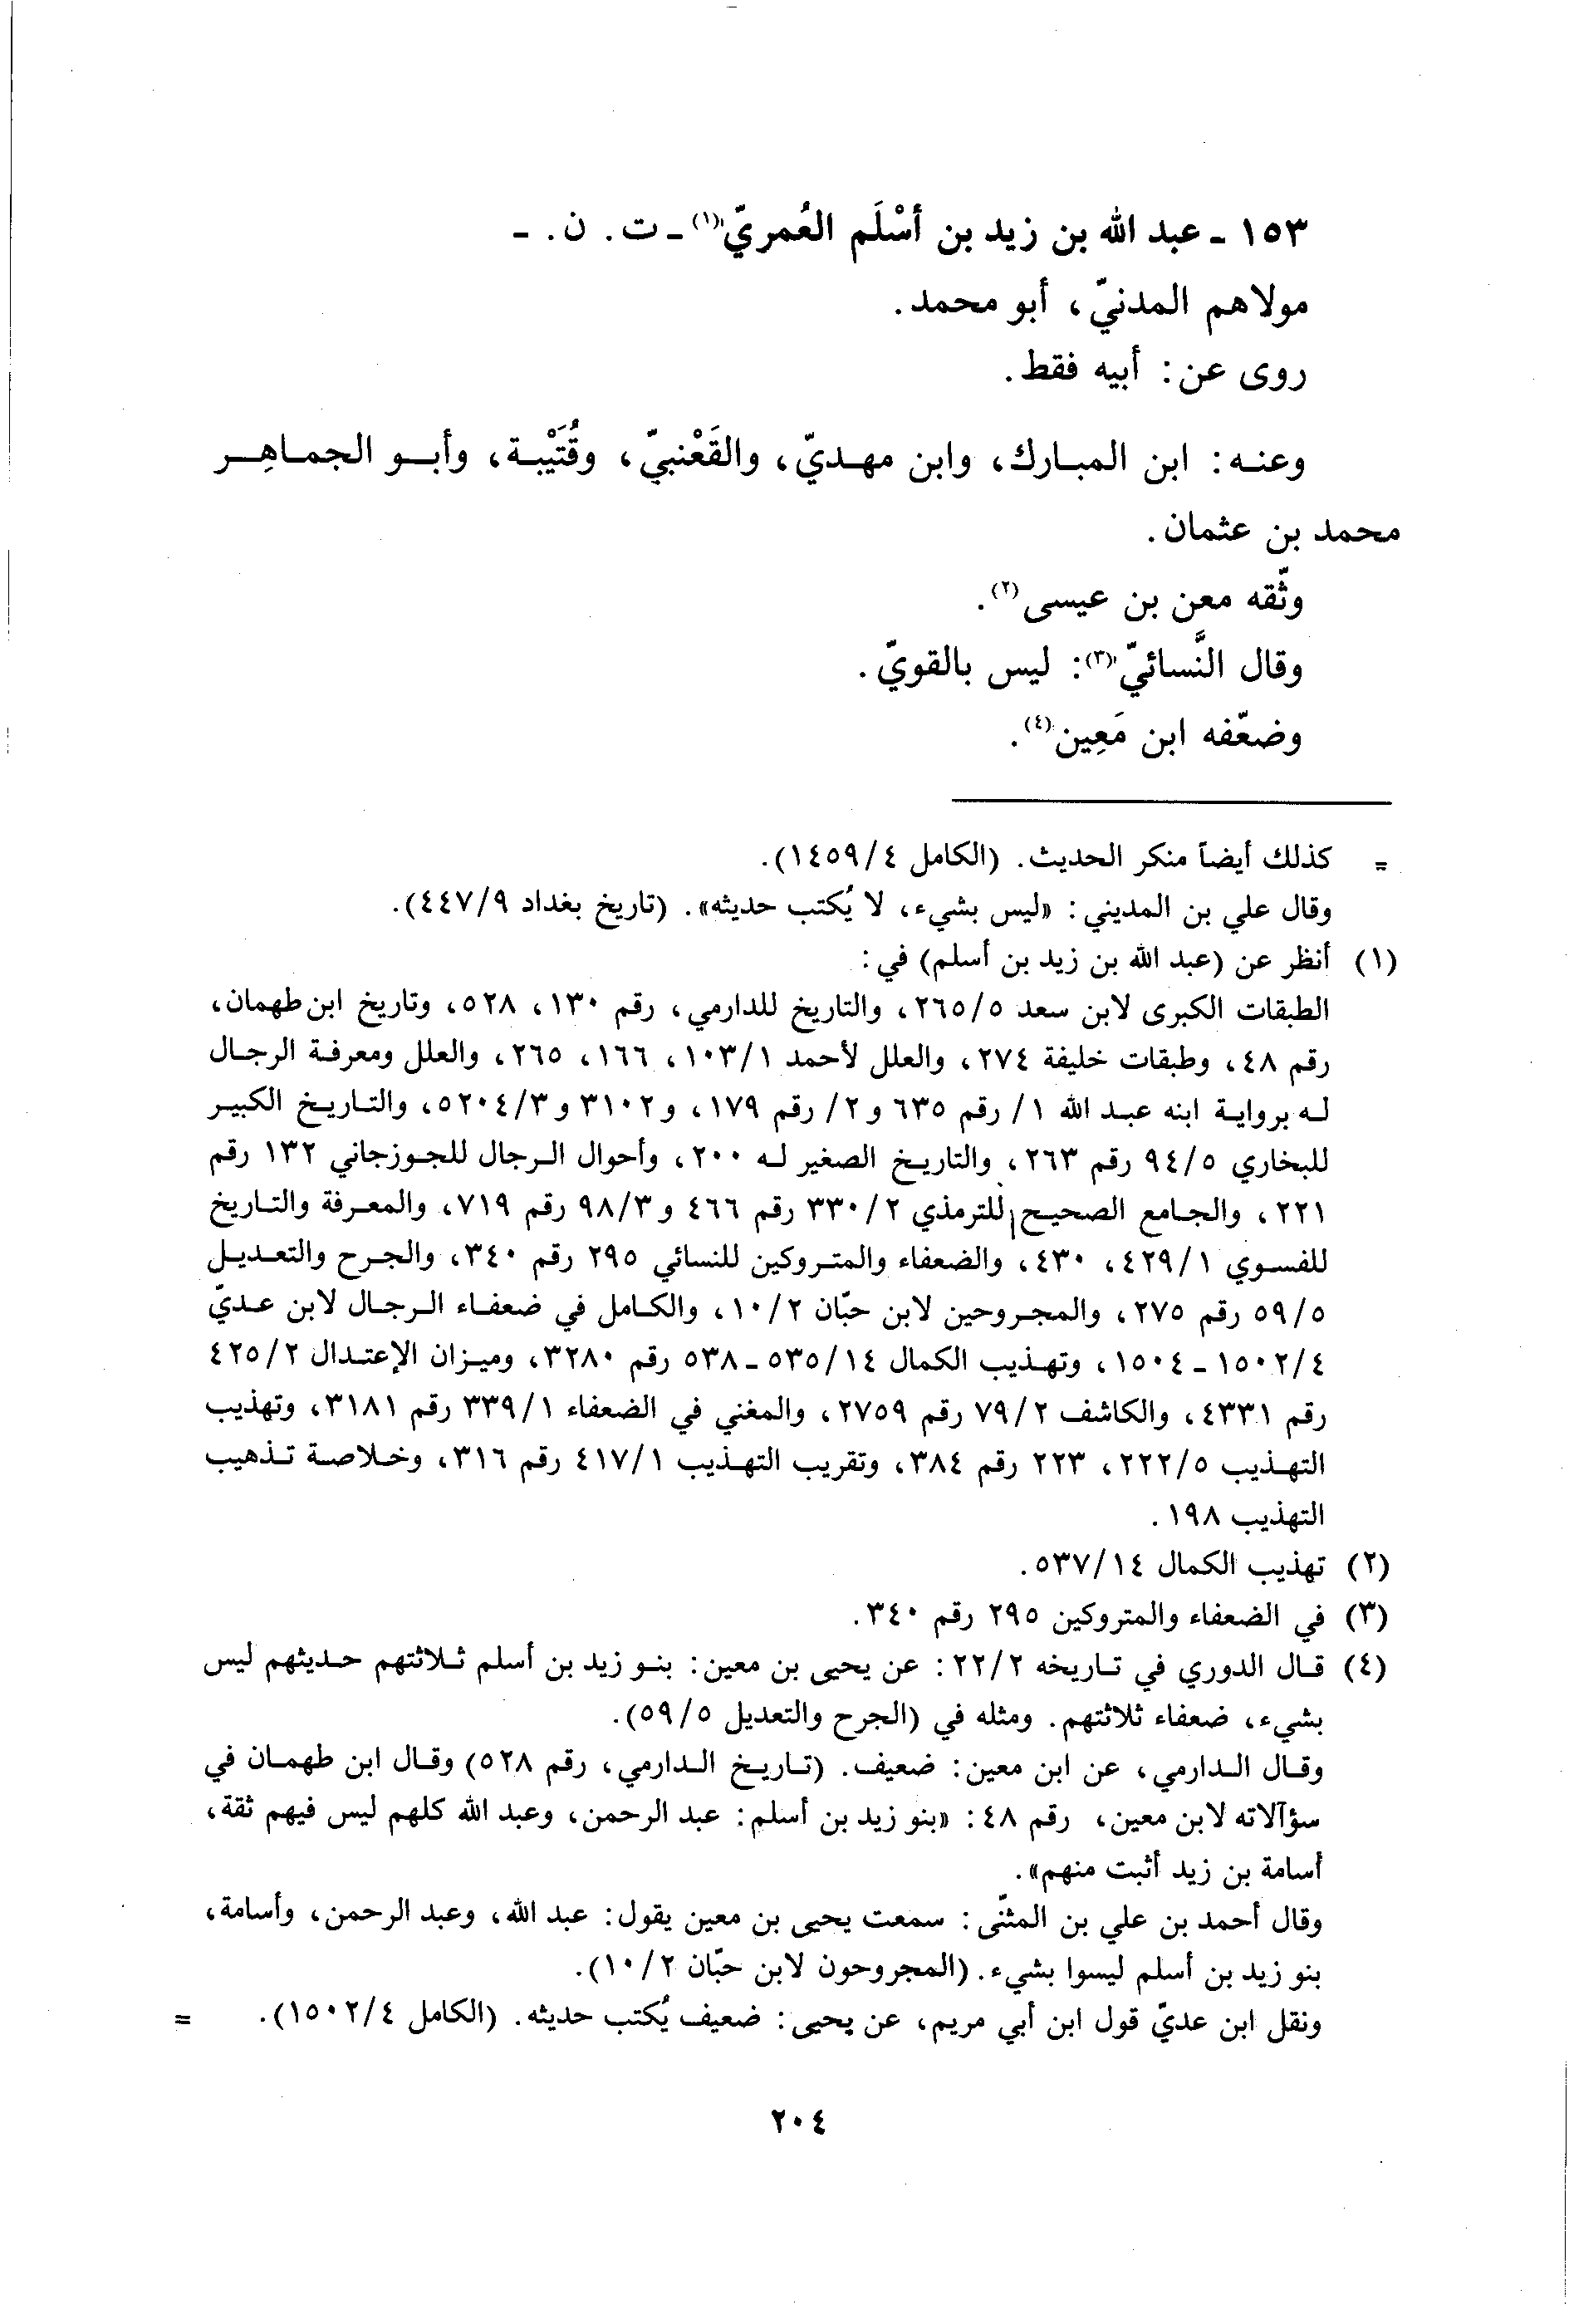 ١٥٣ - عبد الله بن زيد بن أسْلَم العُمريّ(١) - ت. ن. -
مولاهم المدنيّ، أبو محمد.
روى عن: أبيه فقط.
وعنه: ابن المبارك، وابن مهديّ، والقَعْنبيّ، وقُتَيْبة، وأبو الجماهِر
محمد بن عثمان.
وثّقه معن بن عيسى(٢).
وقال النَّسائيّ(٣): ليس بالقويّ.
وضعّفه ابن مَعِين(٤).
= كذلك أيضاً منكر الحديث. (الكامل ١٤٥٩/٤).
وقال علي بن المديني: «ليس بشيء، لا يُكتب حديثه». (تاريخ بغداد ٤٤٧/٩).
(١) أنظر عن (عبد الله بن زيد بن أسلم) في:
الطبقات الكبرى لابن سعد ٢٦٥/٥، والتاريخ للدارمي، رقم ١٣٠، ٥٢٨، وتاريخ ابن طهمان،
رقم ٤٨، وطبقات خليفة ٢٧٤، والعلل لأحمد ١٠٣/١، ١٦٦، ٢٦٥، والعلل ومعرفة الرجال
له برواية ابنه عبد الله ١/ رقم ٦٣٥ و٢/ رقم ١٧٩، و٣١٠٢ و٥٢٠٤/٣، والتاريخ الكبير
للبخاري ٩٤/٥ رقم ٢٦٣، والتاريخ الصغير له ٢٠٠، وأحوال الرجال للجوزجاني ١٣٢ رقم
٢٢١، والجامع الصحيح للترمذي ٣٣٠/٢ رقم ٤٦٦ و٩٨/٣ رقم ٧١٩، والمعرفة والتاريخ
للفسوي ٤٢٩/١، ٤٣٠، والضعفاء والمتروكين للنسائي ٢٩٥ رقم ٣٤٠، والجرح والتعديل
٥٩/٥ رقم ٢٧٥، والمجروحين لابن حبّان ١٠/٢، والكامل في ضعفاء الرجال لابن عديّ
١٥٠٢/٤ - ١٥٠٤، وتهذيب الكمال ٥٣٥/١٤ - ٥٣٨ رقم ٣٢٨٠، وميزان الإعتدال ٤٢٥/٢
رقم ٤٣٣١، والكاشف ٧٩/٢ رقم ٢٧٥٩، والمغني في الضعفاء ٣٣٩/١ رقم ٣١٨١، وتهذيب
التهذيب ٢٢٢/٥، ٢٢٣ رقم ٣٨٤، وتقريب التهذيب ٤١٧/١ رقم ٣١٦، وخلاصة تذهيب
التهذيب ١٩٨.
(٢) تهذيب الكمال ٥٣٧/١٤.
(٣) في الضعفاء والمتروكين ٢٩٥ رقم ٣٤٠.
(٤) قال الدوري في تاريخه ٢٢/٢: عن يحيى بن معين: بنو زيد بن أسلم ثلاثتهم حديثهم ليس
بشيء، ضعفاء ثلاثتهم. ومثله في (الجرح والتعديل ٥٩/٥).
وقال الدارمي، عن ابن معين: ضعيف. (تاريخ الدارمي، رقم ٥٢٨) وقال ابن طهمان في
سؤآلاته لابن معين، رقم ٤٨: «بنو زيد بن أسلم: عبد الرحمن، وعبد الله كلهم ليس فيهم ثقة،
أسامة بن زيد أثبت منهم».
وقال أحمد بن علي بن المثنّى: سمعت يحيى بن معين يقول: عبد الله، وعبد الرحمن، وأسامة،
بنو زيد بن أسلم ليسوا بشيء. (المجروحون لابن حبّان ١٠/٢).
ونقل ابن عديّ قول ابن أبي مريم، عن يحيى: ضعيف يُكتب حديثه. (الكامل ١٥٠٢/٤). =
٢٠٤